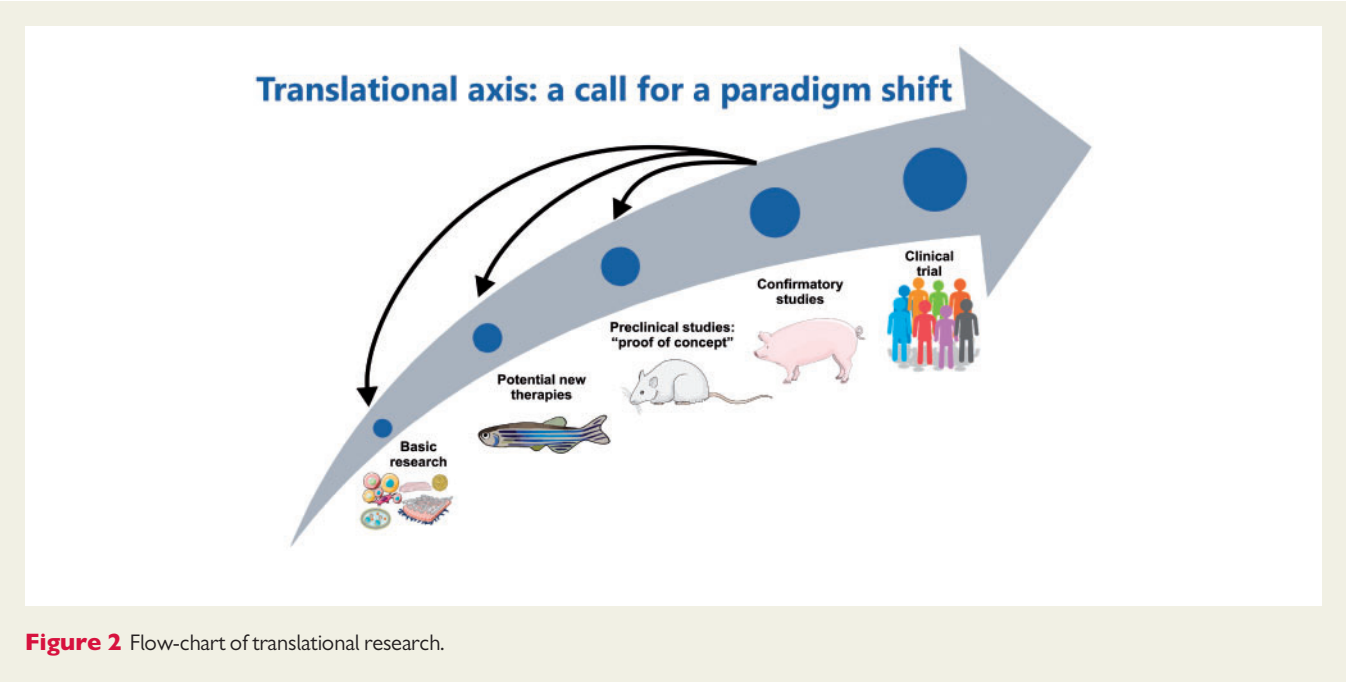 Translational axis: a call for a paradigm shift
Clinical
trial
Confirmatory
studies
Preclinical studies:
“proof of concept”
Potential new
therapies
Basic
research
Figure 2 Flow-chart of translational research.